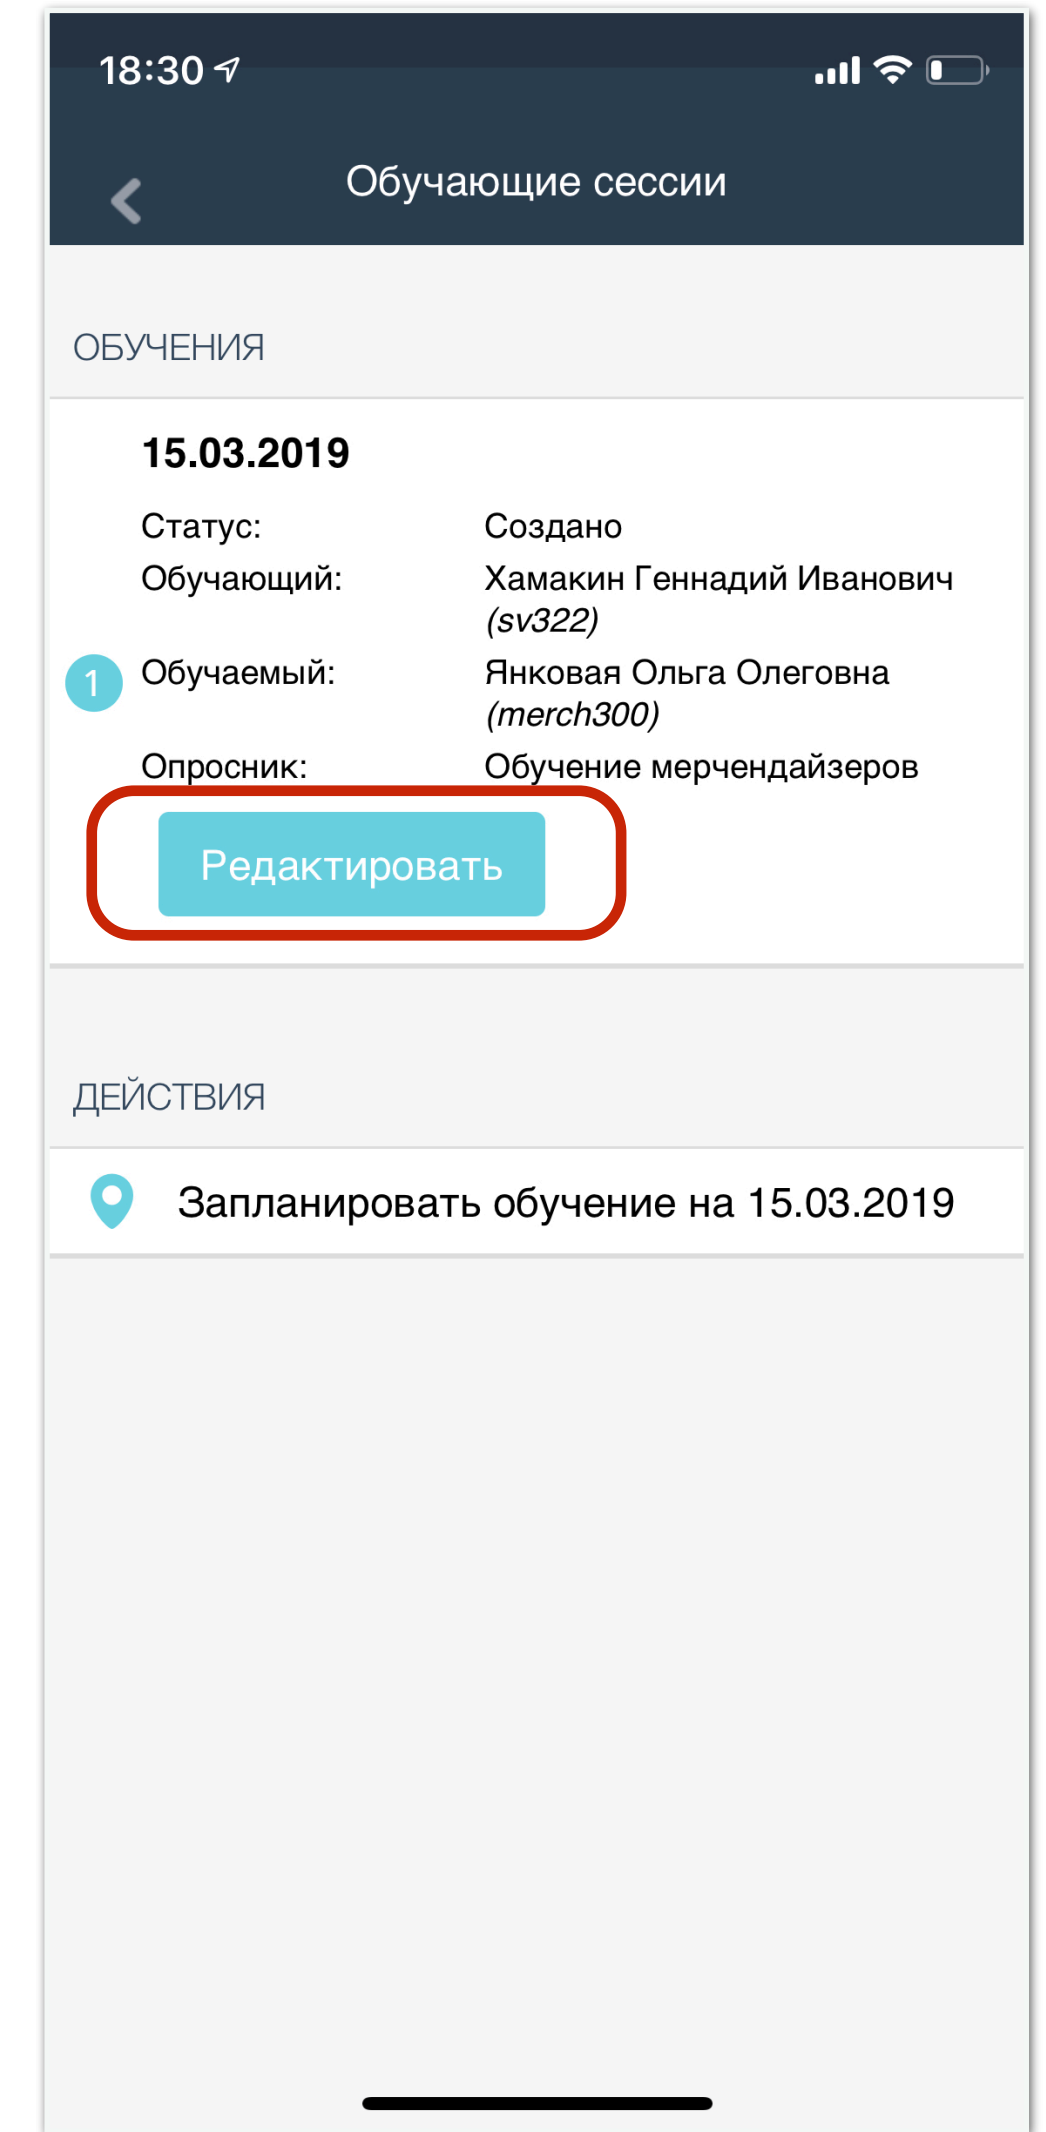 18:30
Обучающие сессии
ОБУЧЕНИЯ
15.03.2019
Статус: Создано
Обучающий: Хамакин Геннадий Иванович
(sv322)
1 Обучаемый: Янковая Ольга Олеговна
(merch300)
Опросник: Обучение мерчендайзеров
Редактировать
ДЕЙСТВИЯ
Запланировать обучение на 15.03.2019